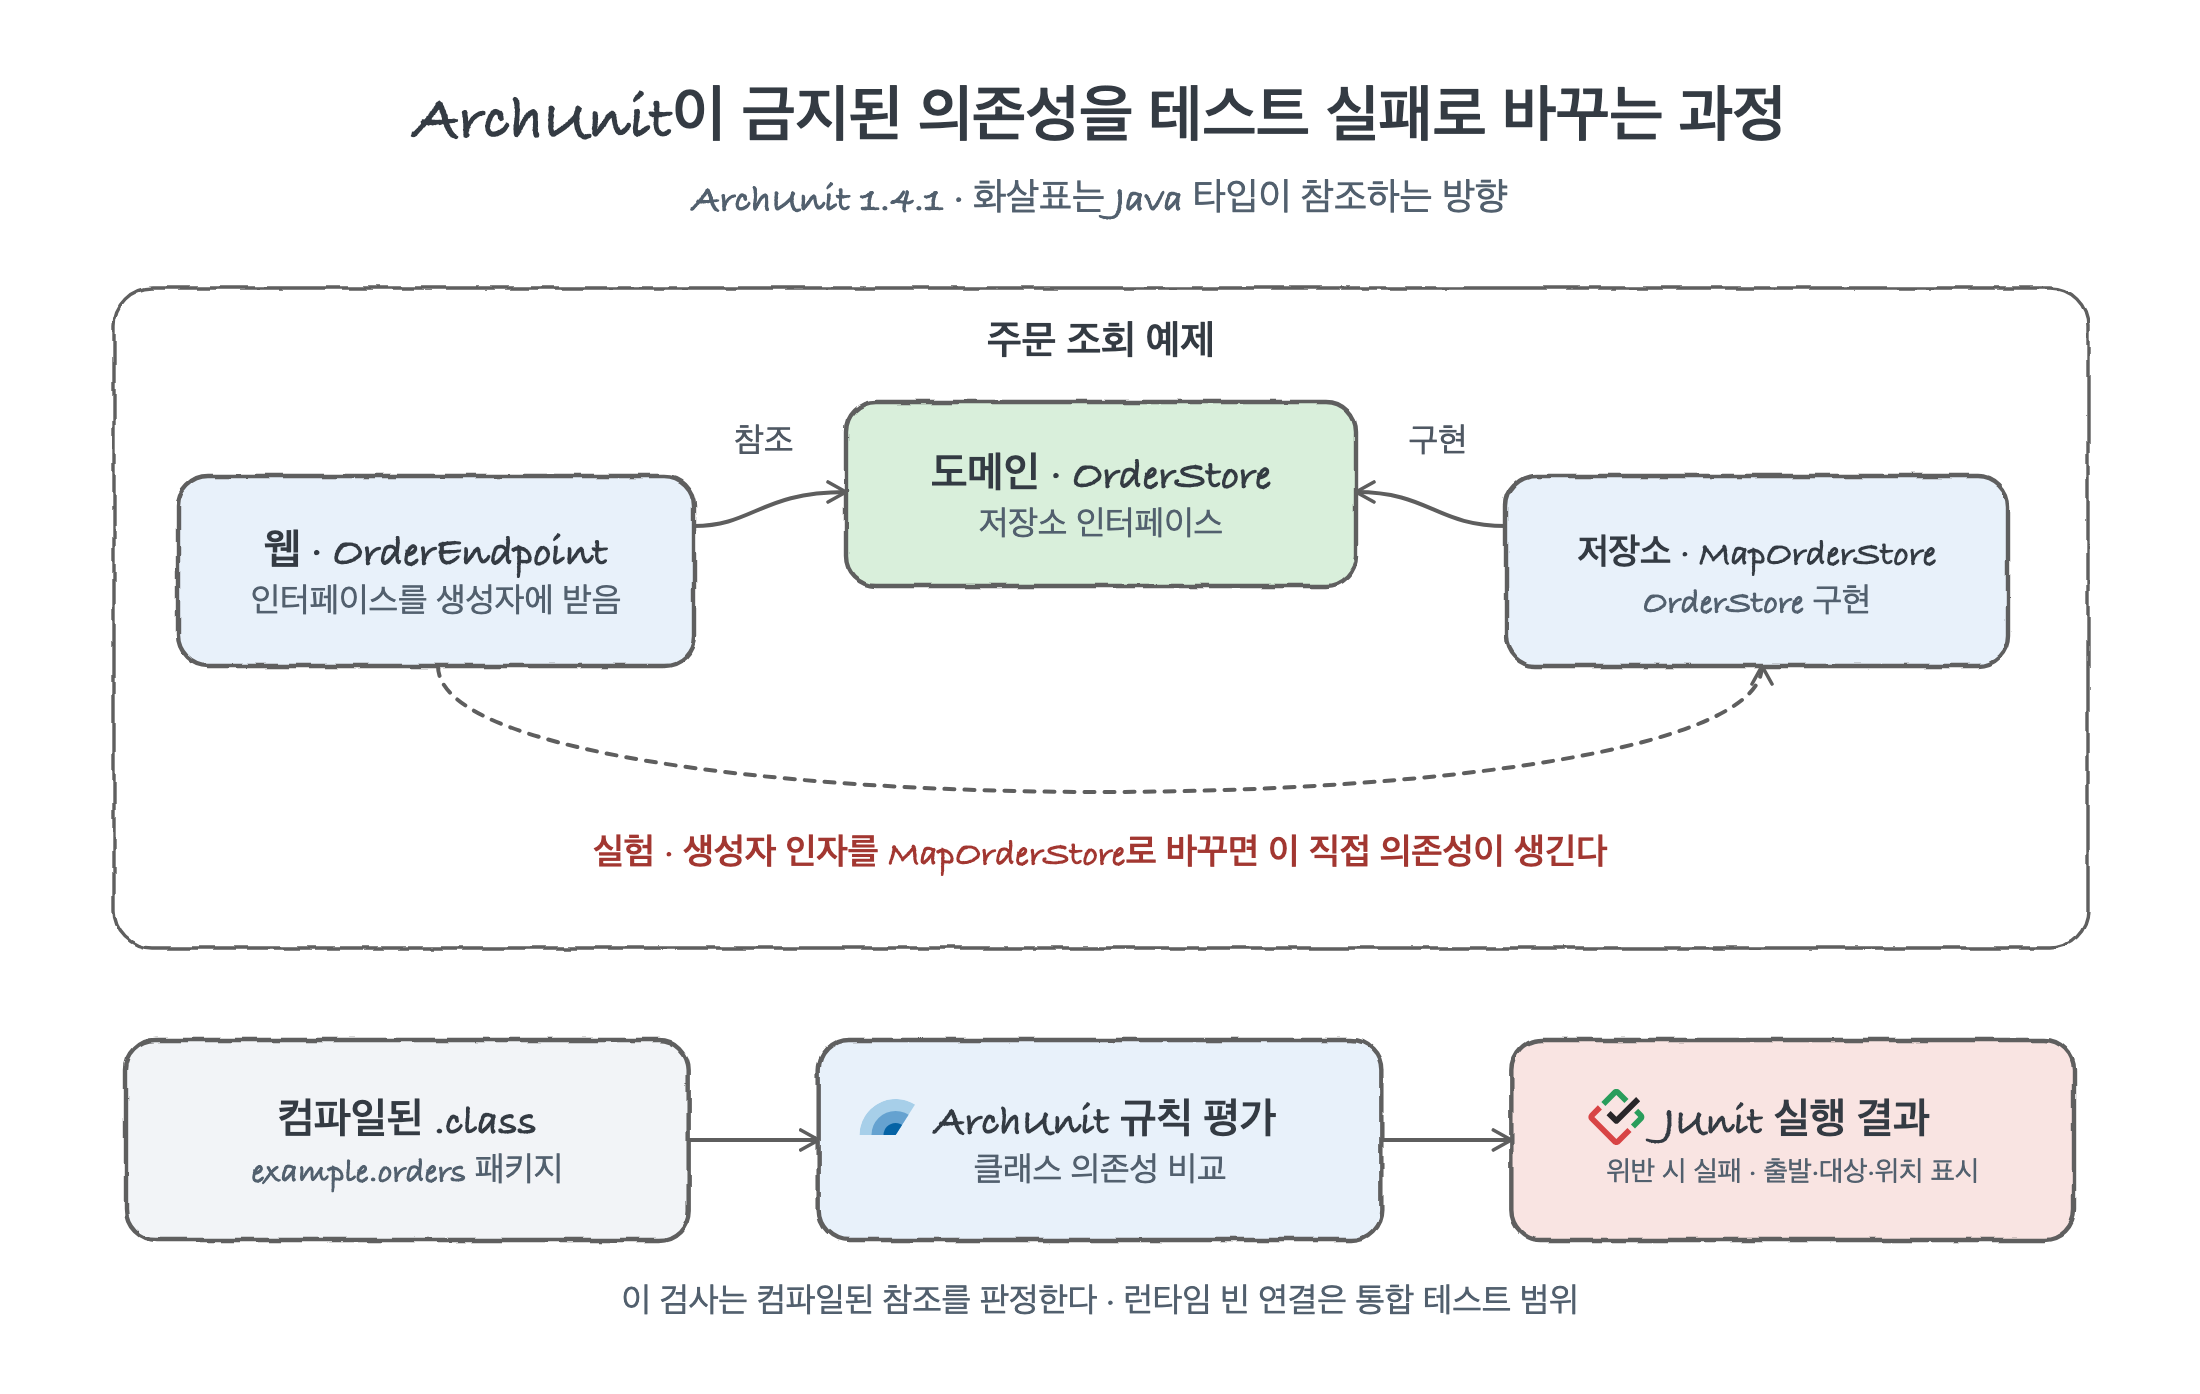 ArchUnit이 금지된 의존성을 테스트 실패로 바꾸는 과정
ArchUnit 1.4.1 · 화살표는 Java 타입이 참조하는 방향
주문 조회 예제
참조
구현
도메인 · OrderStore
저장소 인터페이스
웹 · OrderEndpoint
인터페이스를 생성자에 받음
저장소 · MapOrderStore
OrderStore 구현
실험 · 생성자 인자를 MapOrderStore로 바꾸면 이 직접 의존성이 생긴다
컴파일된 .class
example.orders 패키지
ArchUnit 규칙 평가
클래스 의존성 비교
JUnit 실행 결과
위반 시 실패 · 출발·대상·위치 표시
이 검사는 컴파일된 참조를 판정한다 · 런타임 빈 연결은 통합 테스트 범위